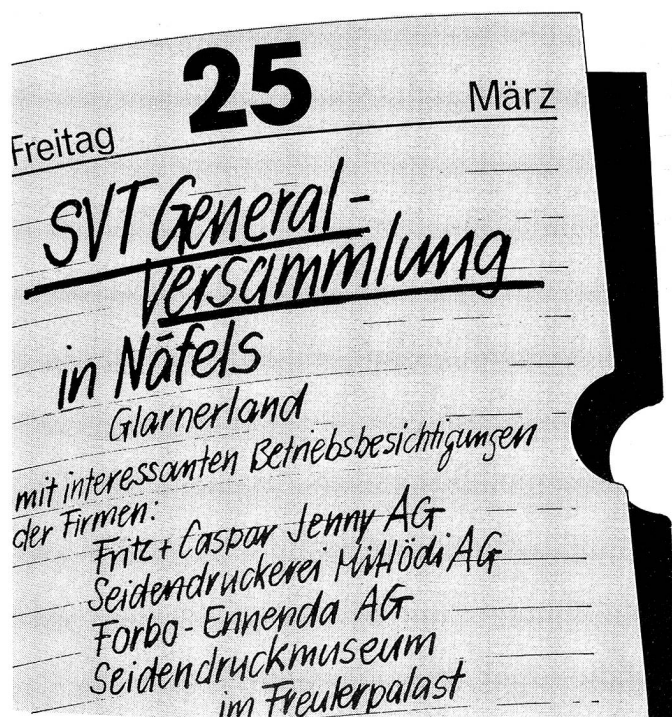 25
Freitag März
SVT General-
versammlung
in Näfels
Glarnerland
mit interessanten Betriebsbesichtigungen
der Firmen:
Fritz + Caspar Jenny AG
Seidendruckerei Mitlödi AG
Forbo-Ennenda AG
Seidendruckmuseum
im Freulerpalast